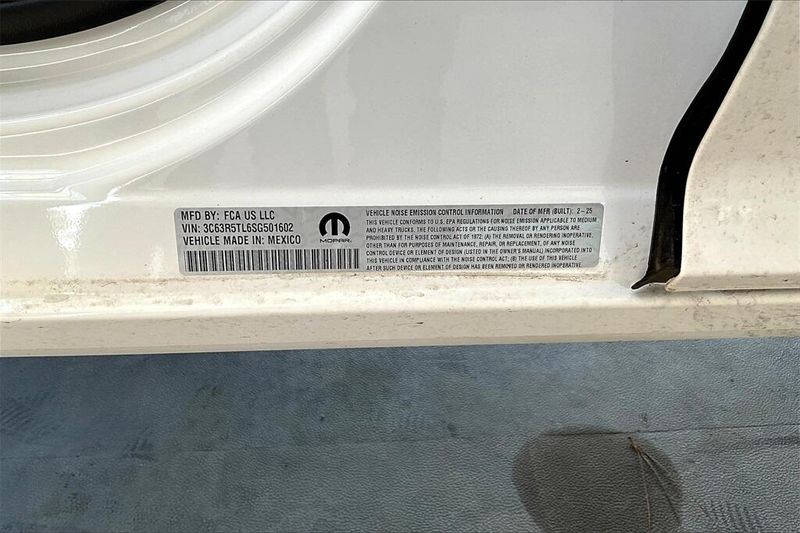 MFD BY: FCA US LLC
VIN: 3C63R5TL6SG501602
VEHICLE MADE IN: MEXICO
MOPAR
VEHICLE NOISE EMISSION CONTROL INFORMATION DATE OF MFR (BUILT): 2-25
THIS VEHICLE CONFORMS TO U.S. EPA REGULATIONS FOR NOISE EMISSION APPLICABLE TO MEDIUM
AND HEAVY TRUCKS. THE FOLLOWING ACTS OR THE CAUSING THEREOF BY ANY PERSON ARE
PROHIBITED BY THE NOISE CONTROL ACT OF 1972: (A) THE REMOVAL OR RENDERING INOPERATIVE,
OTHER THAN FOR PURPOSES OF MAINTENANCE, REPAIR, OR REPLACEMENT, OF ANY NOISE
CONTROL DEVICE OR ELEMENT OF DESIGN (LISTED IN THE OWNER'S MANUAL) INCORPORATED INTO
THIS VEHICLE IN COMPLIANCE WITH THE NOISE CONTROL ACT; (B) THE USE OF THIS VEHICLE
AFTER SUCH DEVICE OR ELEMENT OF DESIGN HAS BEEN REMOVED OR RENDERED INOPERATIVE.